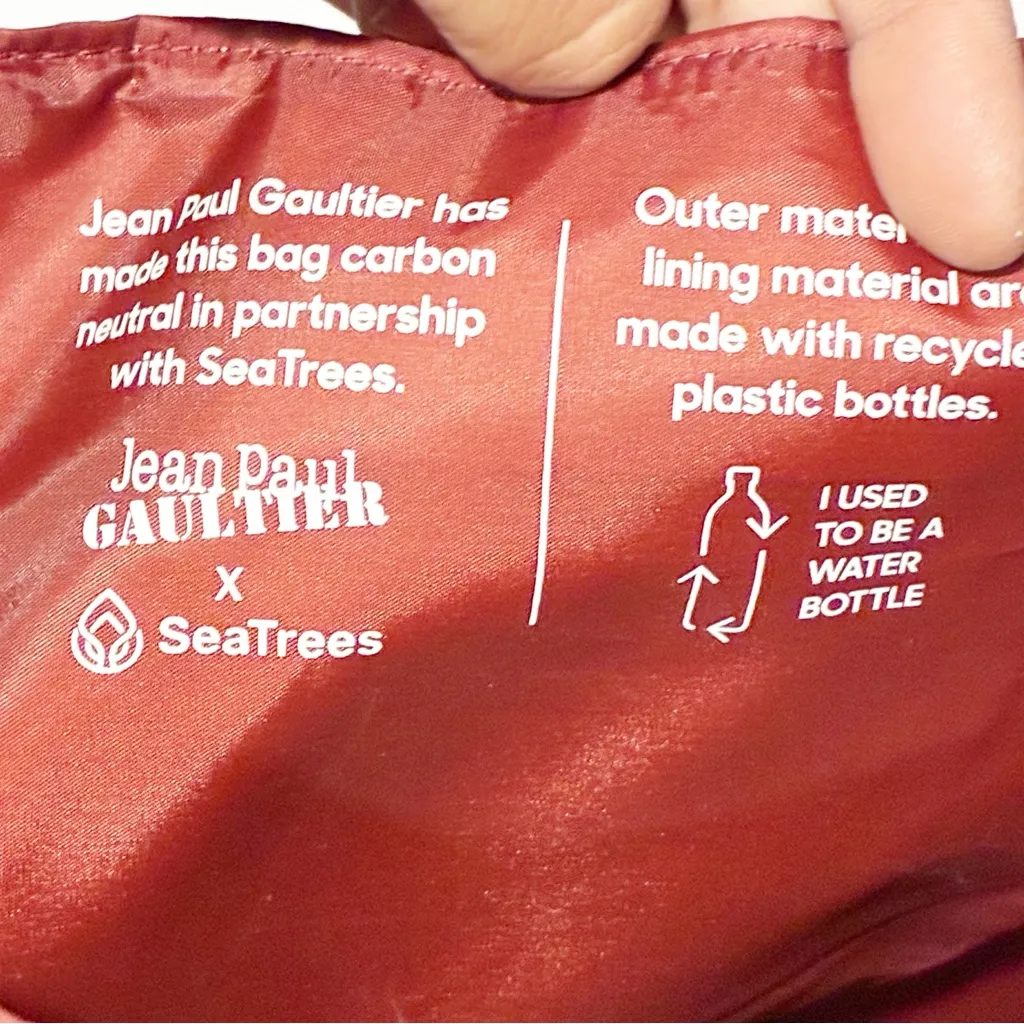 Jean Paul Gaultier has
made this bag carbon
neutral in partnership
with SeaTrees.
Jean Paul
GAULTIER
X
SeaTrees
Outer
lining material
made with
plastic bottles.
I USED
TO BE A
WATER
BOTTLE